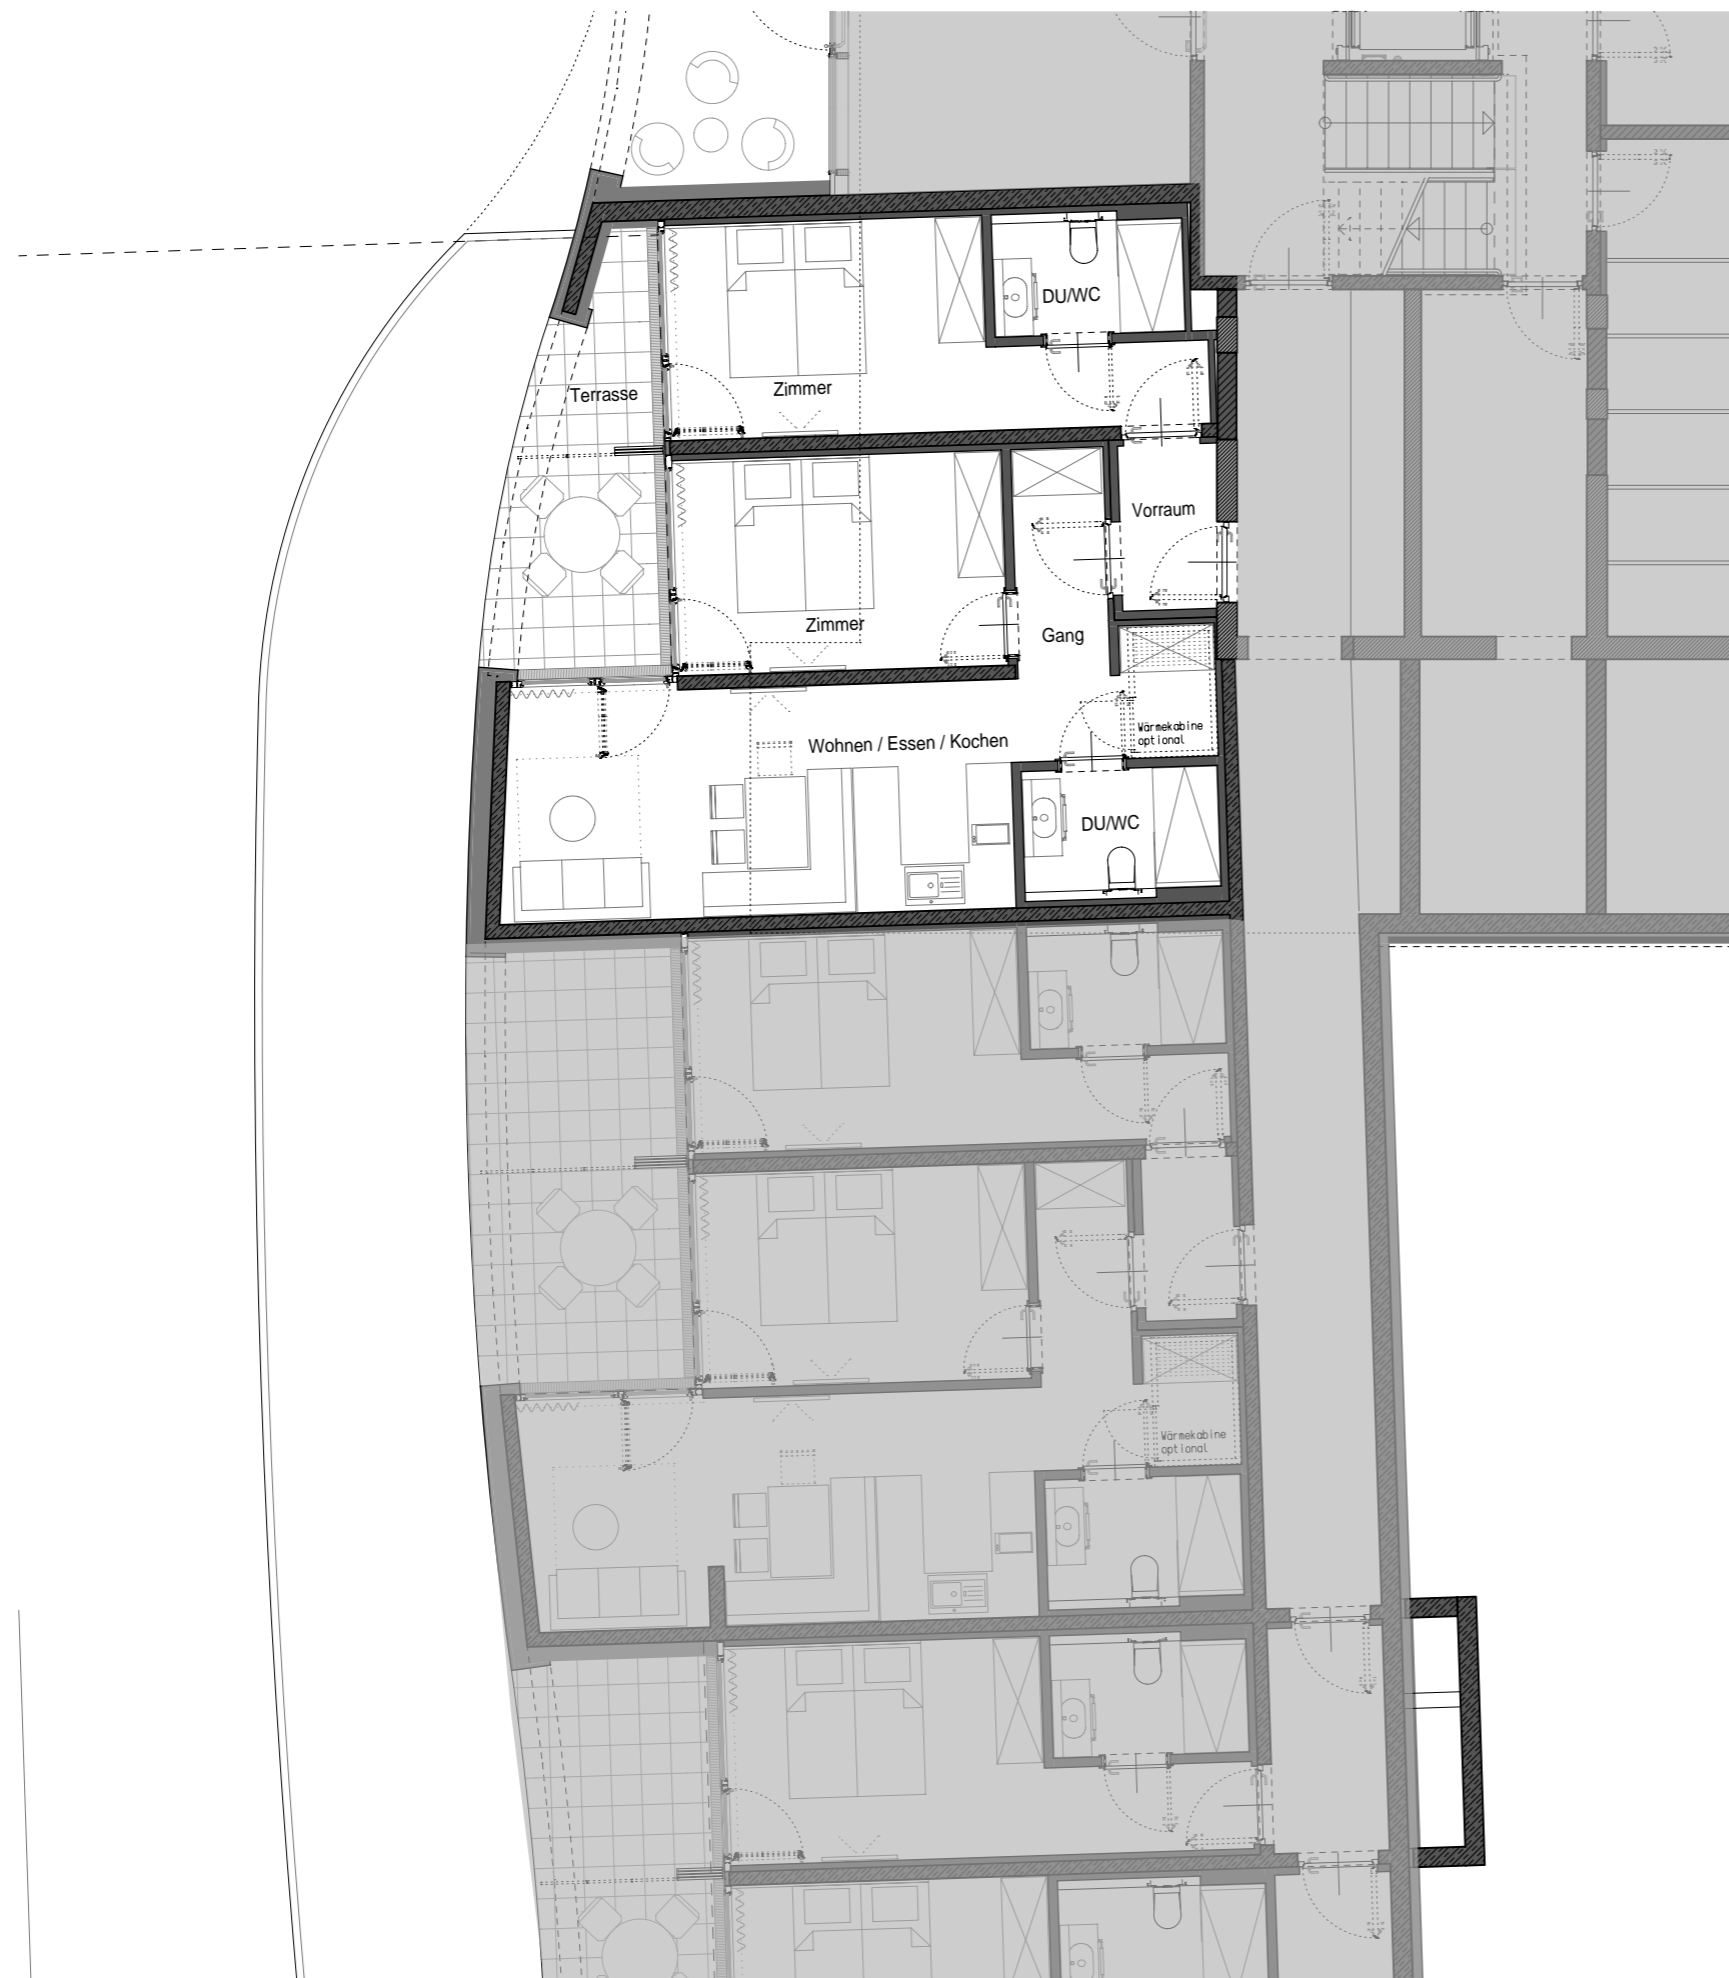 DU/WC
Zimmer
Terrasse
Vorraum
Zimmer
Gang
Wärmekabine
optional
Wohnen / Essen / Kochen
DU/WC
Wärmekabine
optional